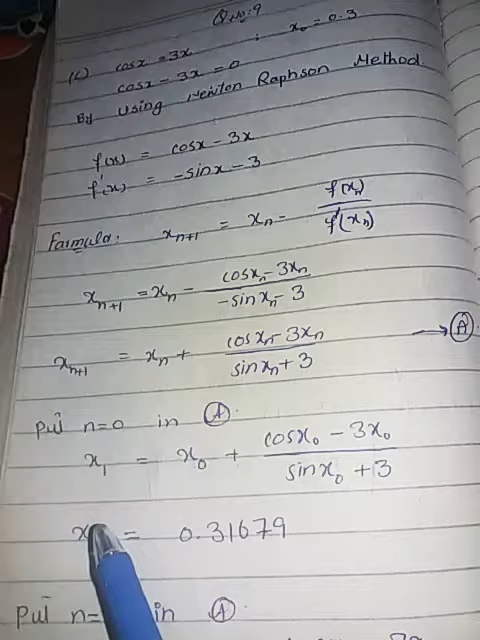 Q No: 9
(L) cosx = 3x ; x₀ = 0.3
cosx - 3x = 0
By Using Newton Raphson Method.
f(x) = cosx - 3x
f'(x) = -sinx - 3
Formula: xₙ₊₁ = xₙ - f(xₙ)/f'(xₙ)
xₙ₊₁ = xₙ - (cosxₙ - 3xₙ)/(-sinxₙ - 3)
xₙ₊₁ = xₙ + (cosxₙ - 3xₙ)/(sinxₙ + 3) → Ⓐ
Put n=0 in Ⓐ.
x₁ = x₀ + (cosx₀ - 3x₀)/(sinx₀ + 3)
x = 0.31679
Put n= in Ⓐ.